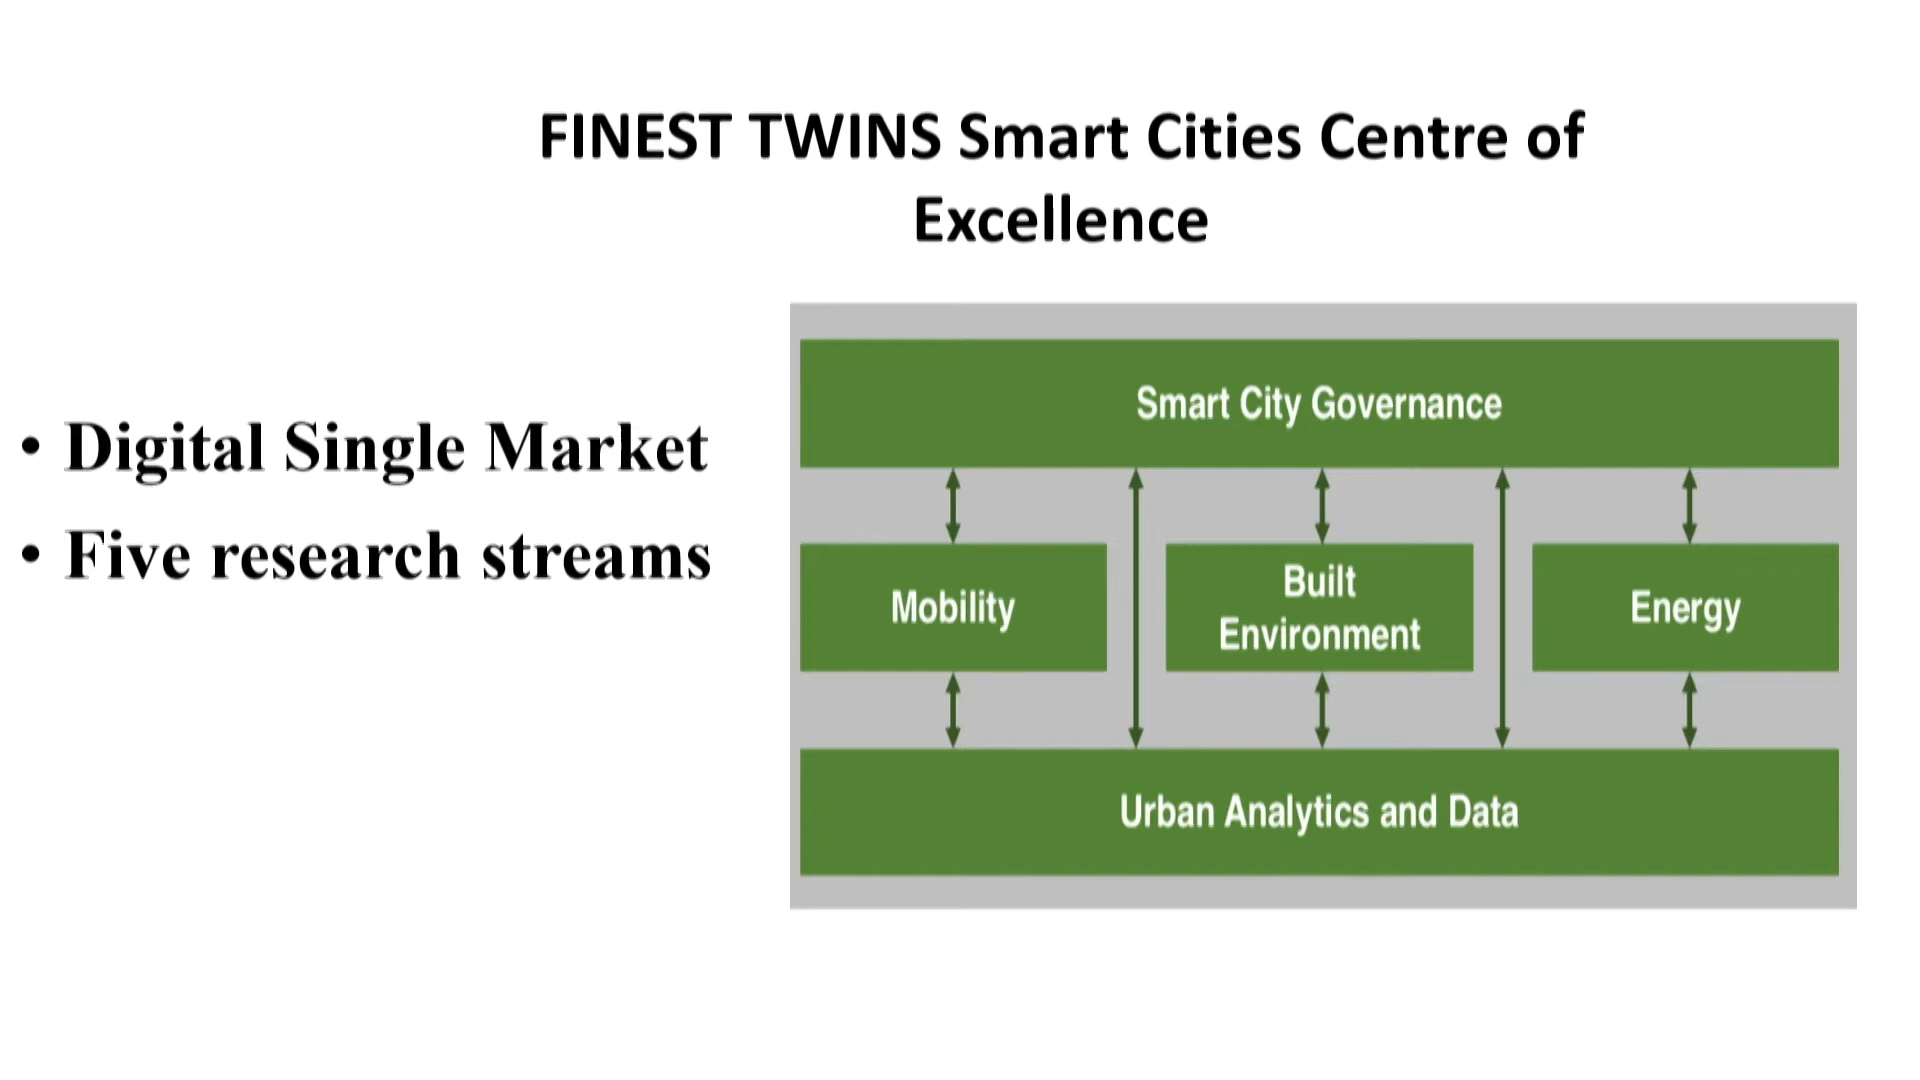 FINEST TWINS Smart Cities Centre of
Excellence
• Digital Single Market
• Five research streams
Smart City Governance
Mobility
Built
Environment
Energy
Urban Analytics and Data